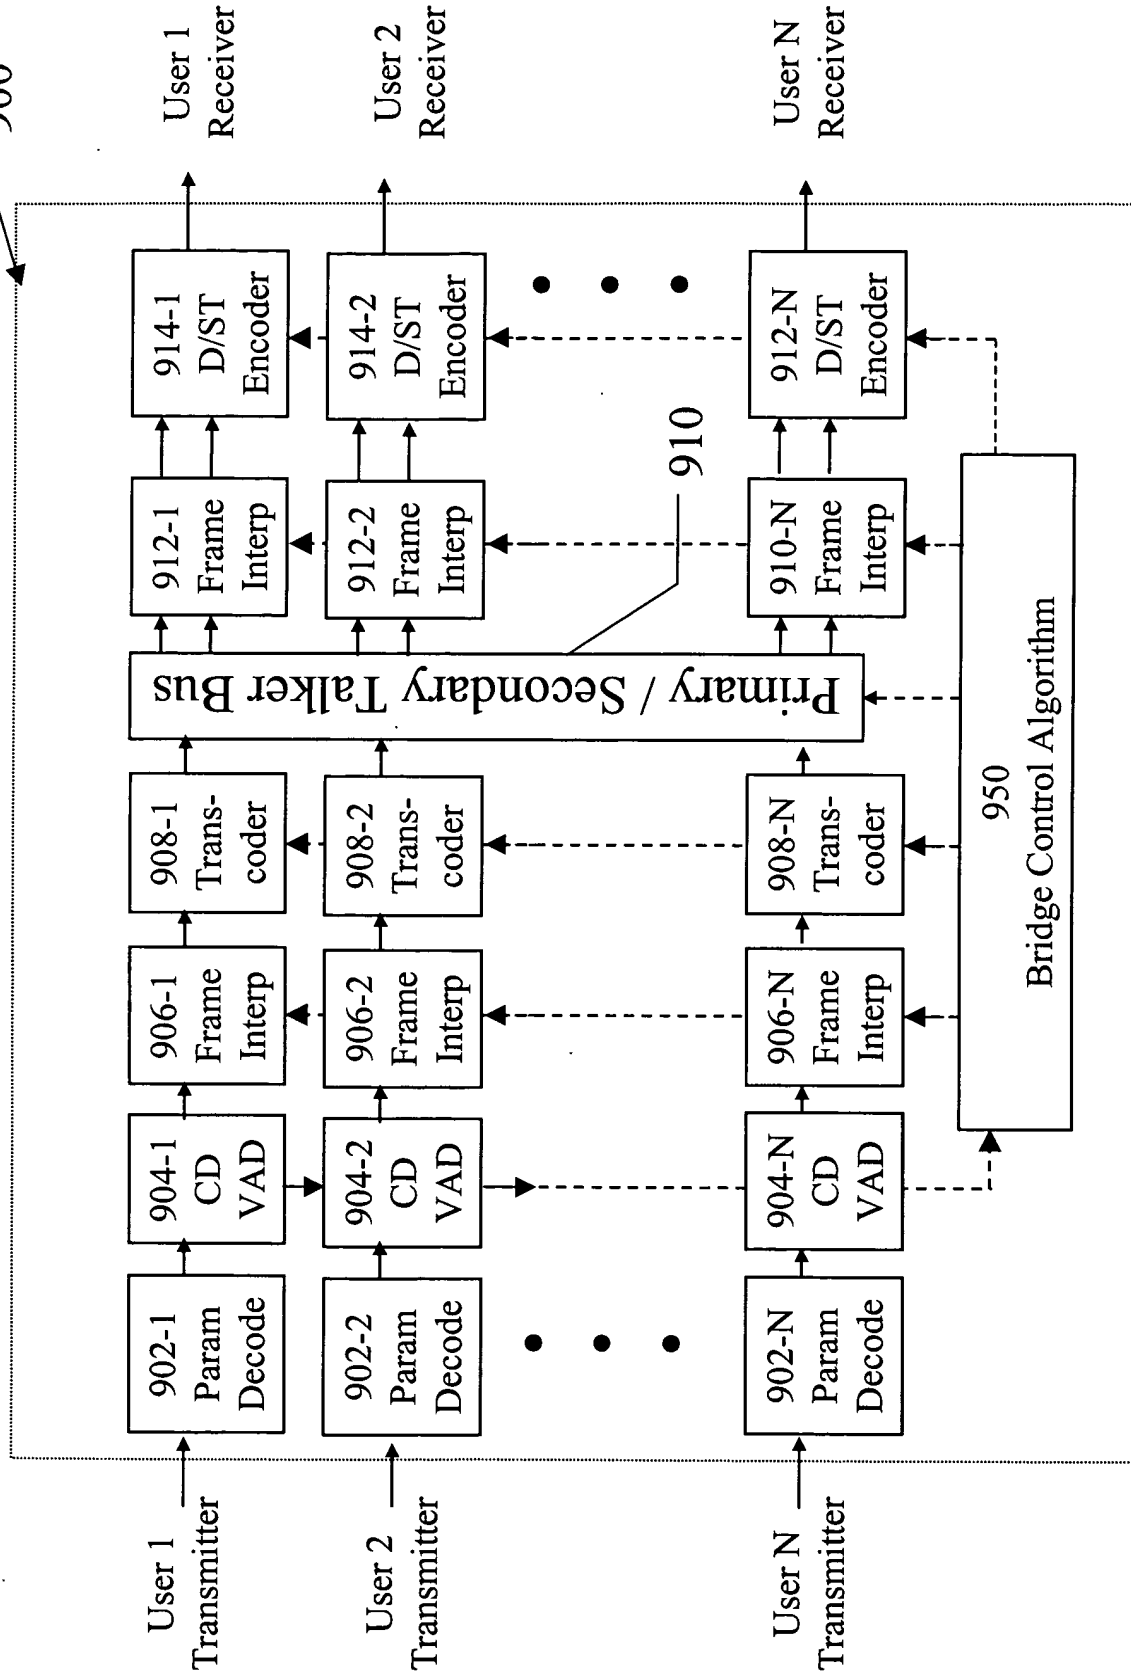 User 1
Transmitter
902-1
Param
Decode
904-1
CD
VAD
906-1
Frame
Interp
908-1
Trans-
coder
912-1
Frame
Interp
914-1
D/ST
Encoder
User 1
Receiver
User 2
Transmitter
902-2
Param
Decode
904-2
CD
VAD
906-2
Frame
Interp
908-2
Trans-
coder
Primary / Secondary Talker Bus
912-2
Frame
Interp
914-2
D/ST
Encoder
User 2
Receiver
910
User N
Transmitter
902-N
Param
Decode
904-N
CD
VAD
906-N
Frame
Interp
908-N
Trans-
coder
910-N
Frame
Interp
912-N
D/ST
Encoder
User N
Receiver
950
Bridge Control Algorithm